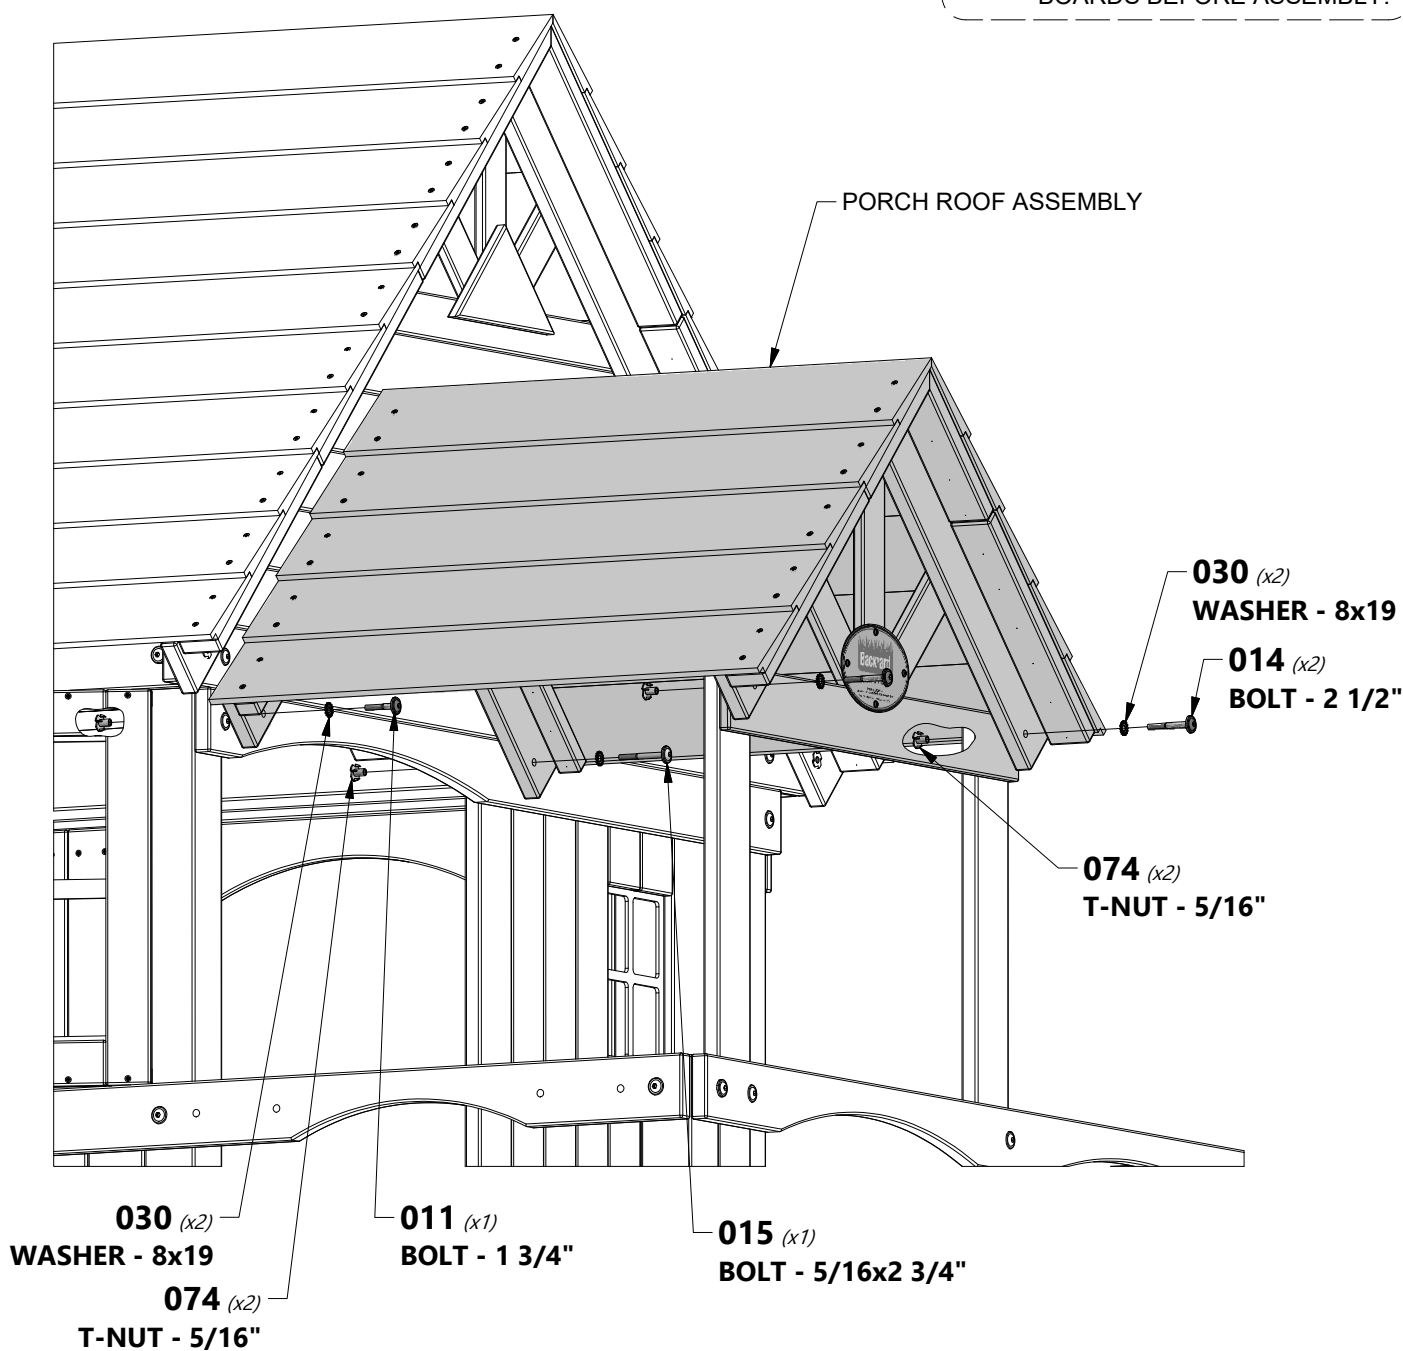 BOARDS BEFORE ASSEMBLY.
PORCH ROOF ASSEMBLY
030 (x2)
WASHER - 8x19
014 (x2)
BOLT - 2 1/2"
Backyard
074 (x2)
T-NUT - 5/16"
030 (x2)
WASHER - 8x19
011 (x1)
BOLT - 1 3/4"
015 (x1)
BOLT - 5/16x2 3/4"
074 (x2)
T-NUT - 5/16"